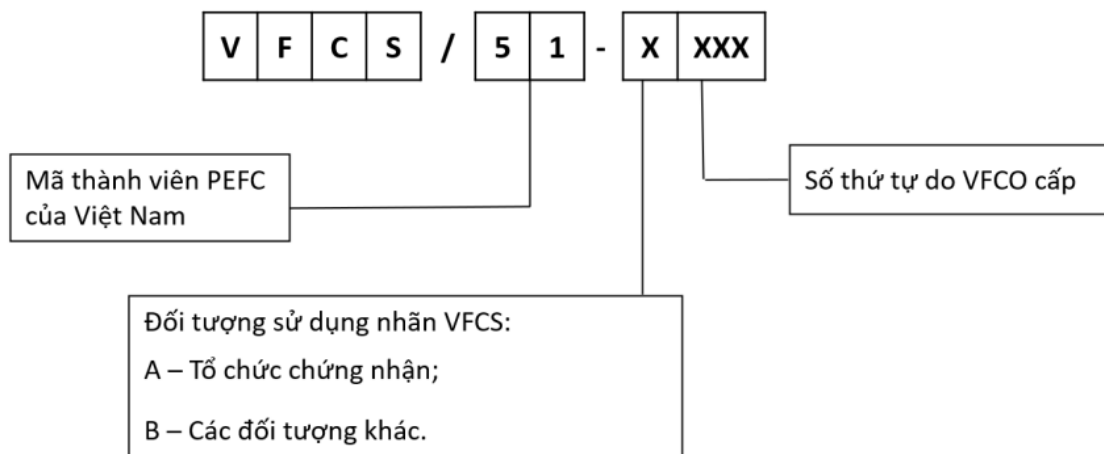 V F C S / 5 1 - X XXX
Mã thành viên PEFC
của Việt Nam
Số thứ tự do VFCO cấp
Đối tượng sử dụng nhãn VFCS:
A – Tổ chức chứng nhận;
B – Các đối tượng khác.